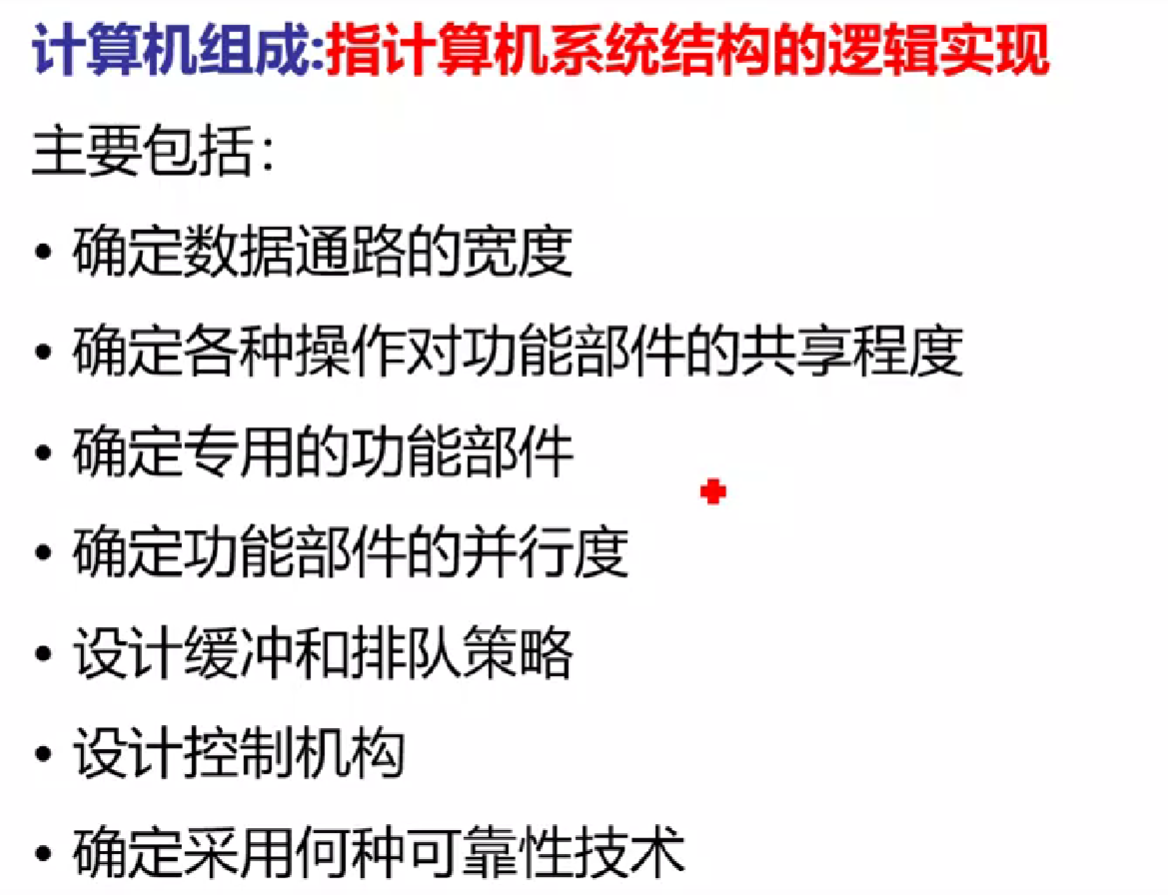 计算机组成:指计算机系统结构的逻辑实现
主要包括：
• 确定数据通路的宽度
• 确定各种操作对功能部件的共享程度
• 确定专用的功能部件
• 确定功能部件的并行度
• 设计缓冲和排队策略
• 设计控制机构
• 确定采用何种可靠性技术